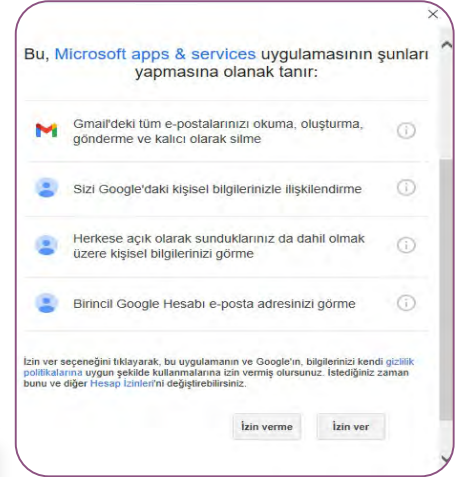 Bu, Microsoft apps & services uygulamasının şunları
yapmasına olanak tanır:
Gmail'deki tüm e-postalarınızı okuma, oluşturma,
gönderme ve kalıcı olarak silme
Sizi Google'daki kişisel bilgilerinizle ilişkilendirme
Herkese açık olarak sunduklarınız da dahil olmak
üzere kişisel bilgilerinizi görme
Birincil Google Hesabı e-posta adresinizi görme
İzin ver seçeneğini tıklayarak, bu uygulamanın ve Google'ın, bilgilerinizi kendi gizlilik
politikalarına uygun şekilde kullanmalarına izin vermiş olursunuz. İstediğiniz zaman
bunu ve diğer Hesap İzinleri'ni değiştirebilirsiniz.
İzin verme İzin ver